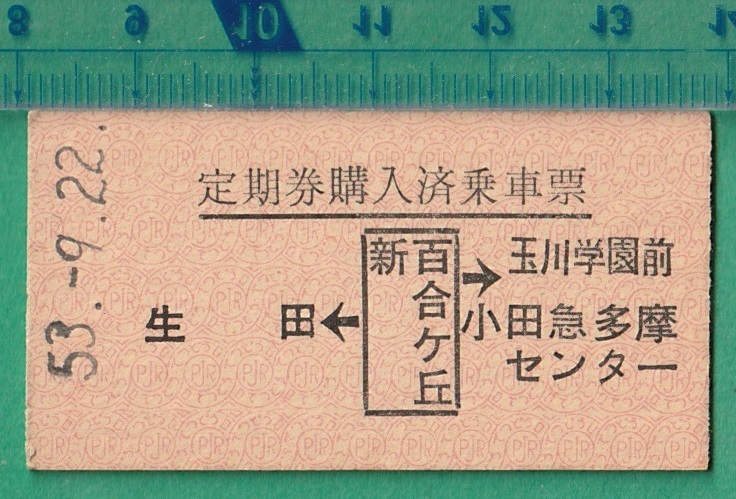 8 9 10 11 12 13 14
53.-9.22.
定期券購入済乗車票
新百合ケ丘
→ 玉川学園前
生田 ←
小田急多摩
センター